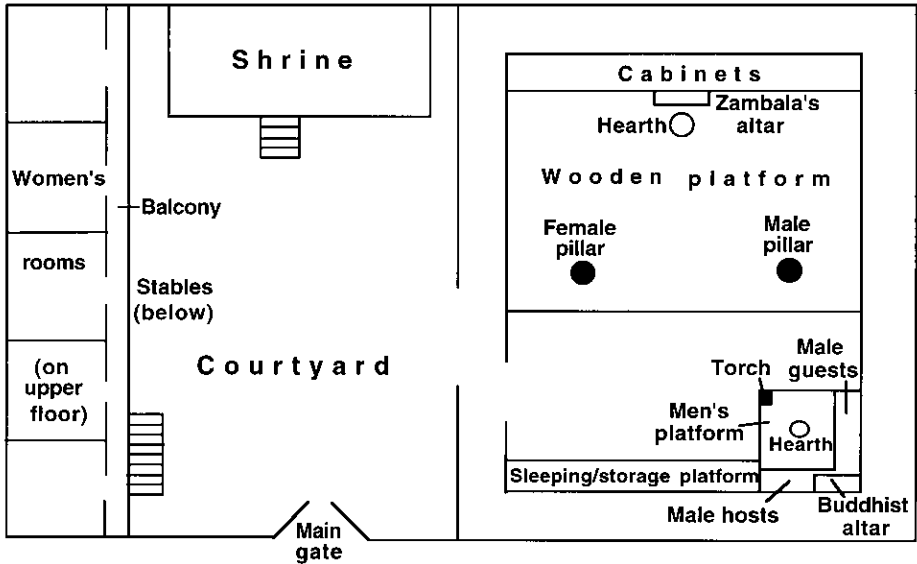 Shrine
Women's
rooms
(on
upper
floor)
Balcony
Stables
(below)
Courtyard
Main
gate
Cabinets
Zambala's
altar
Hearth
Wooden platform
Female
pillar
Male
pillar
Male
guests
Torch
Men's
platform
Hearth
Sleeping/storage platform
Male hosts
Buddhist
altar